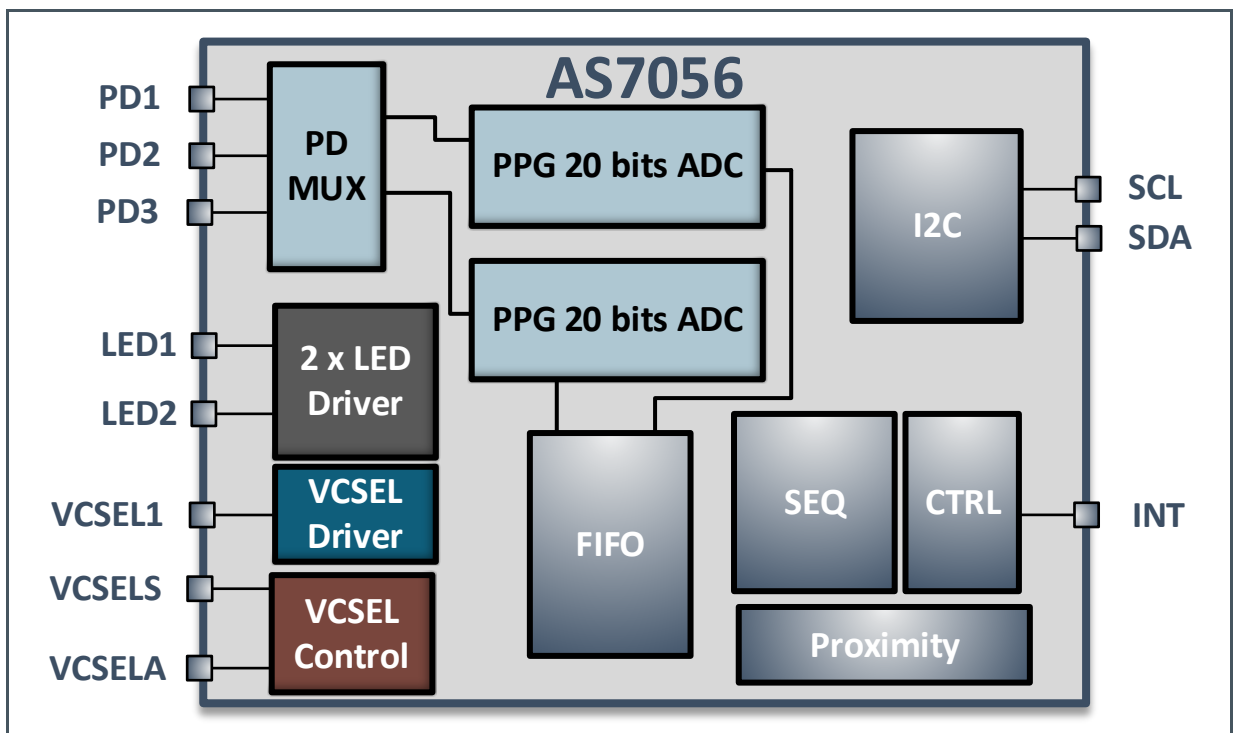 AS7056
PD1
PD2
PD3
PD
MUX
PPG 20 bits ADC
PPG 20 bits ADC
I2C
SCL
SDA
LED1
LED2
2 x LED
Driver
VCSEL1
VCSEL
Driver
VCSELS
VCSELA
VCSEL
Control
FIFO
SEQ
CTRL
INT
Proximity